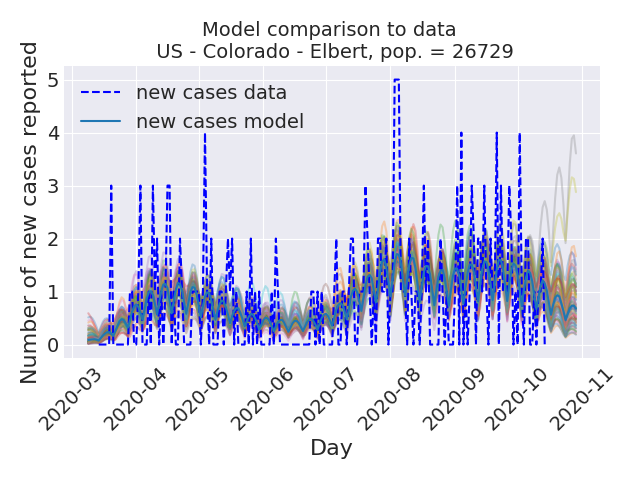 Model comparison to data
US - Colorado - Elbert, pop. = 26729
Number of new cases reported
5
4
3
2
1
0
new cases data
new cases model
2020-03
2020-04
2020-05
2020-06
2020-07
2020-08
2020-09
2020-10
2020-11
Day